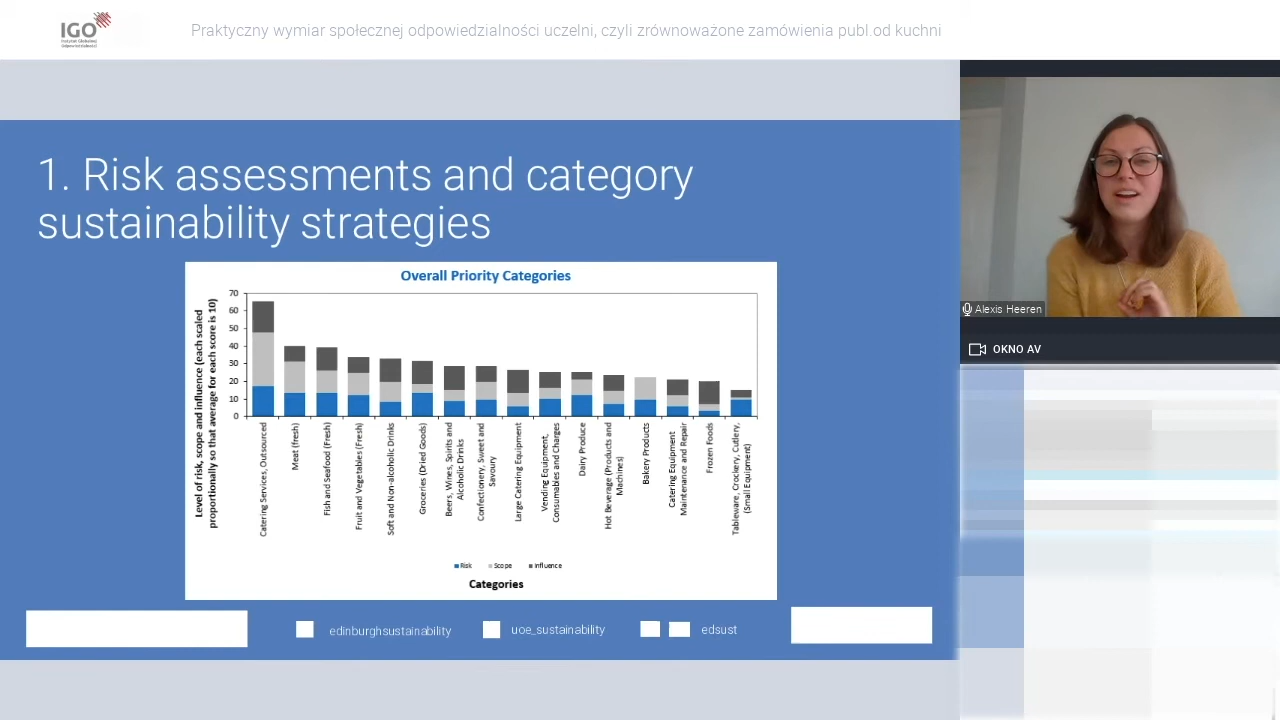 IGO
Instytut Globalnej
Odpowiedzialności
Praktyczny wymiar społecznej odpowiedzialności uczelni, czyli zrównoważone zamówienia publ.od kuchni
1. Risk assessments and category
sustainability strategies
Overall Priority Categories
Level of risk, scope and influence (each scaled
proportionally so that average for each score is 10)
70
60
50
40
30
20
10
0
Catering Services, Outsourced
Meat (fresh)
Fish and Seafood (Fresh)
Fruit and Vegetables (Fresh)
Soft and Non-alcoholic Drinks
Groceries (Dried Goods)
Beers, Wines, Spirits and
Alcoholic Drinks
Confectionery, Sweet and
Savoury
Large Catering Equipment
Vending Equipment,
Consumables and Charges
Dairy Produce
Hot Beverage (Products and
Machines)
Bakery Products
Catering Equipment
Maintenance and Repair
Frozen Foods
Tableware, Crockery, Cutlery,
(Small Equipment)
Risk
Scope
Influence
Categories
edinburghsustainability
uoe_sustainability
edsust
Alexis Heeren
OKNO AV